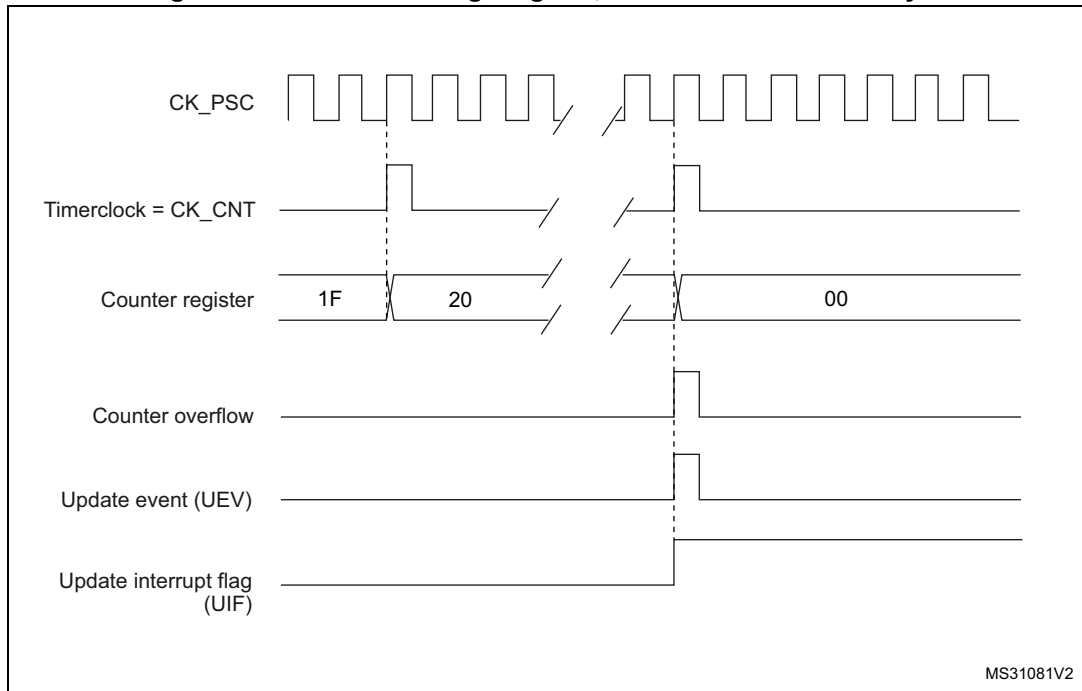 CK_PSC
Timerclock = CK_CNT
Counter register
1F
20
00
Counter overflow
Update event (UEV)
Update interrupt flag
(UIF)
MS31081V2